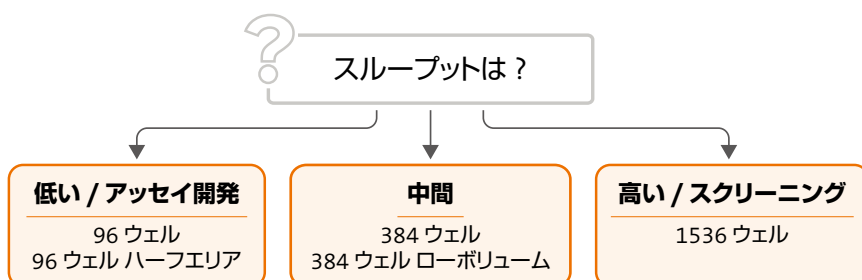 ?
スループットは ?
低い / アッセイ開発
96 ウェル
96 ウェル ハーフエリア
中間
384 ウェル
384 ウェル ローボリューム
高い / スクリーニング
1536 ウェル